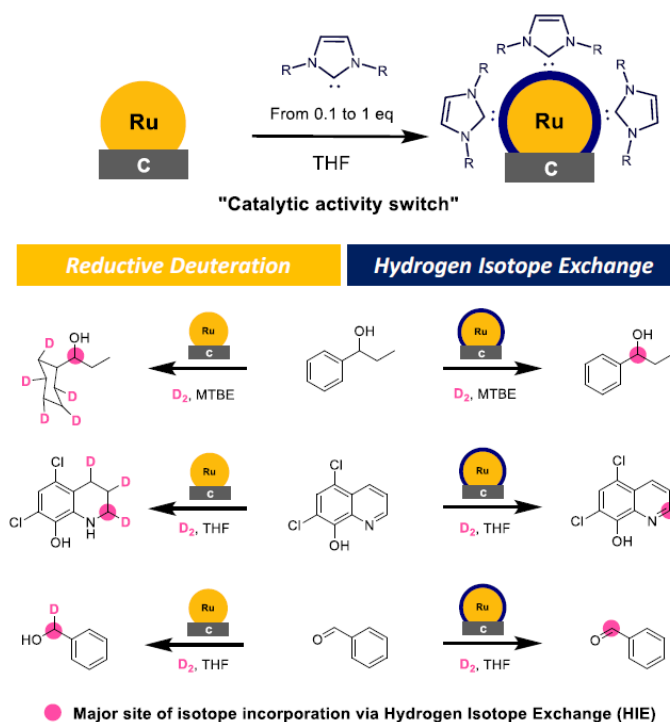 R N N R
From 0.1 to 1 eq
THF
Ru
C
R N N R
R N N R
R N N R
Ru
C
"Catalytic activity switch"
Reductive Deuteration
Hydrogen Isotope Exchange
D OH D D D D
Ru
C
D₂, MTBE
OH
Ru
C
D₂, MTBE
OH
Cl D D D Cl OH N H
Ru
C
D₂, THF
Cl Cl N OH
Ru
C
D₂, THF
Cl Cl N OH
D HO
Ru
C
D₂, THF
O
Ru
C
D₂, THF
O
Major site of isotope incorporation via Hydrogen Isotope Exchange (HIE)